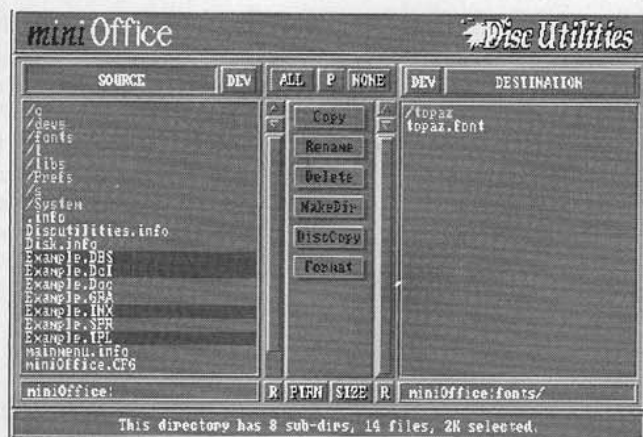 mini Office
Disc Utilities
SOURCE DEV ALL P NONE DEV DESTINATION
/c
/devs
/fonts
/l
/libs
/Prefs
/s
/System
.info
Discutilities.info
Disk.info
Example.DBS
Example.DcI
Example.Doc
Example.GRA
Example.INX
Example.SPR
Example.TPL
mainmenu.info
miniOffice.CFG
Copy
Rename
Delete
MakeDir
DiscCopy
Format
/topaz
topaz.font
miniOffice: R PTRN SIZE R miniOffice:fonts/
This directory has 8 sub-dirs, 14 files, 2K selected.